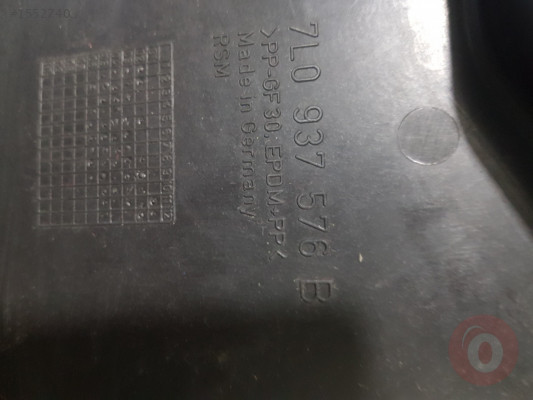 7L0 937 576 B
>PP-GF30,EPDM+PP<
Made in Germany
RSM